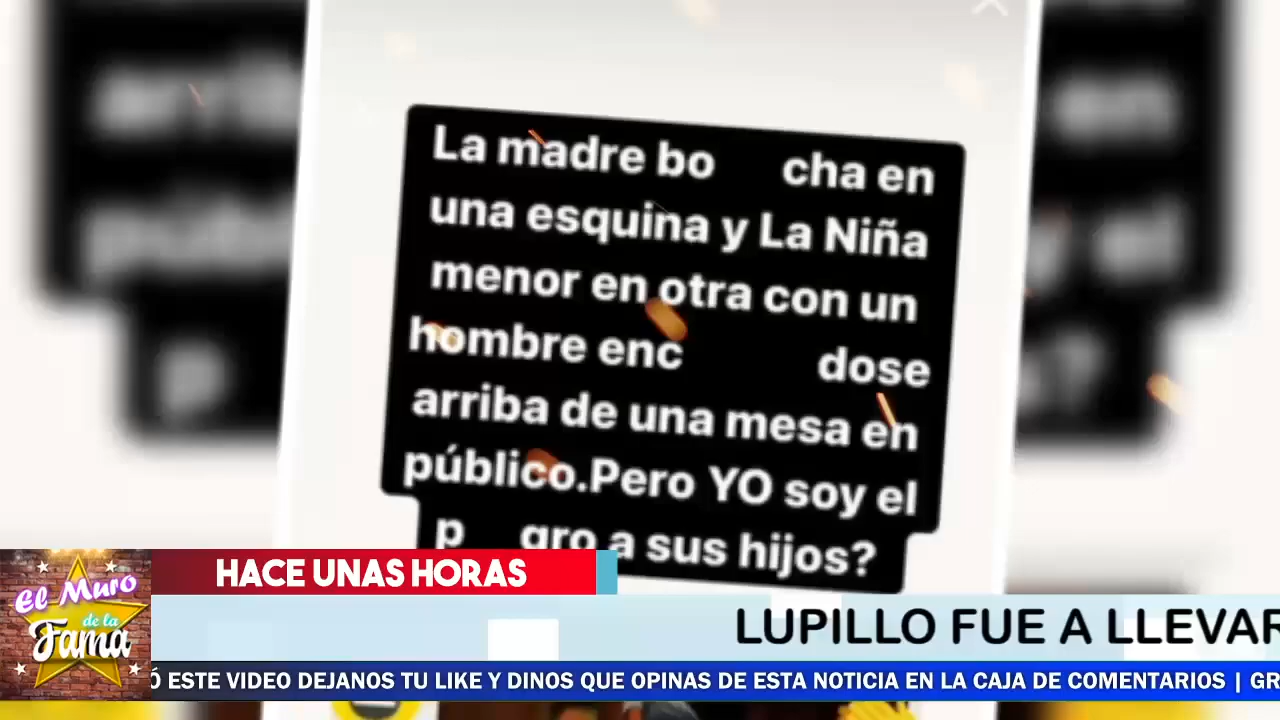 La madre bo cha en
una esquina y La Niña
menor en otra con un
hombre enc dose
arriba de una mesa en
público.Pero YO soy el
p gro a sus hijos?
HACE UNAS HORAS
El Muro
de la
Fama
LUPILLO FUE A LLEVAR
Ó ESTE VIDEO DEJANOS TU LIKE Y DINOS QUE OPINAS DE ESTA NOTICIA EN LA CAJA DE COMENTARIOS | GR